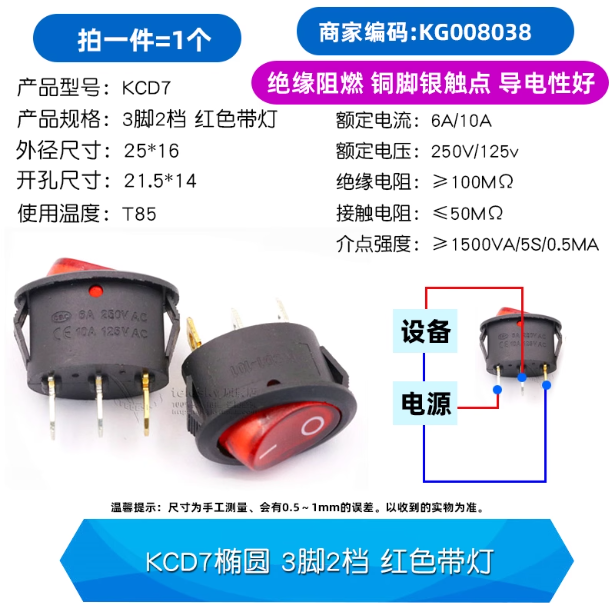 拍一件=1个
商家编码:KG008038
绝缘阻燃 铜脚银触点 导电性好
产品型号: KCD7
产品规格: 3脚2档 红色带灯
外径尺寸: 25*16
开孔尺寸: 21.5*14
使用温度: T85
额定电流: 6A/10A
额定电压: 250V/125v
绝缘电阻: ≥100MΩ
接触电阻: ≤50MΩ
介点强度: ≥1500VA/5S/0.5MA
6A 250V AC
10A 125V AC
设备
电源
温馨提示:尺寸为手工测量、会有0.5~1mm的误差。以收到的实物为准。
KCD7椭圆 3脚2档 红色带灯